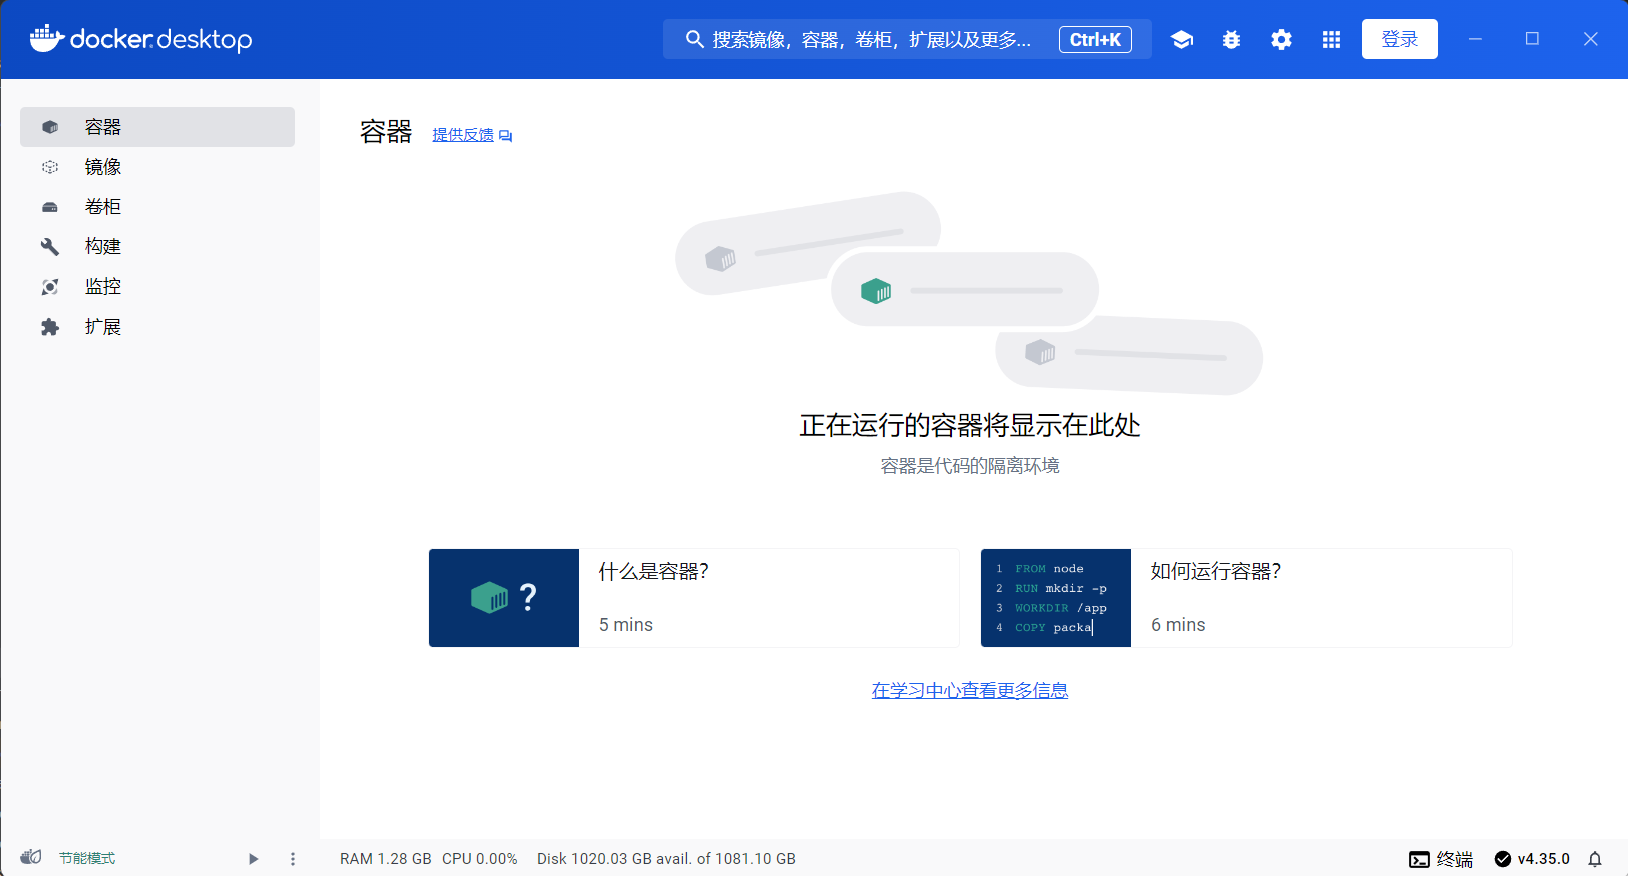 docker.desktop
搜索镜像，容器，卷柜，扩展以及更多...
Ctrl+K
登录
容器
镜像
卷柜
构建
监控
扩展
容器
提供反馈
正在运行的容器将显示在此处
容器是代码的隔离环境
?
什么是容器?
5 mins
1 FROM node
2 RUN mkdir -p
3 WORKDIR /app
4 COPY packa
如何运行容器?
6 mins
在学习中心查看更多信息
节能模式
RAM 1.28 GB CPU 0.00% Disk 1020.03 GB avail. of 1081.10 GB
终端
v4.35.0